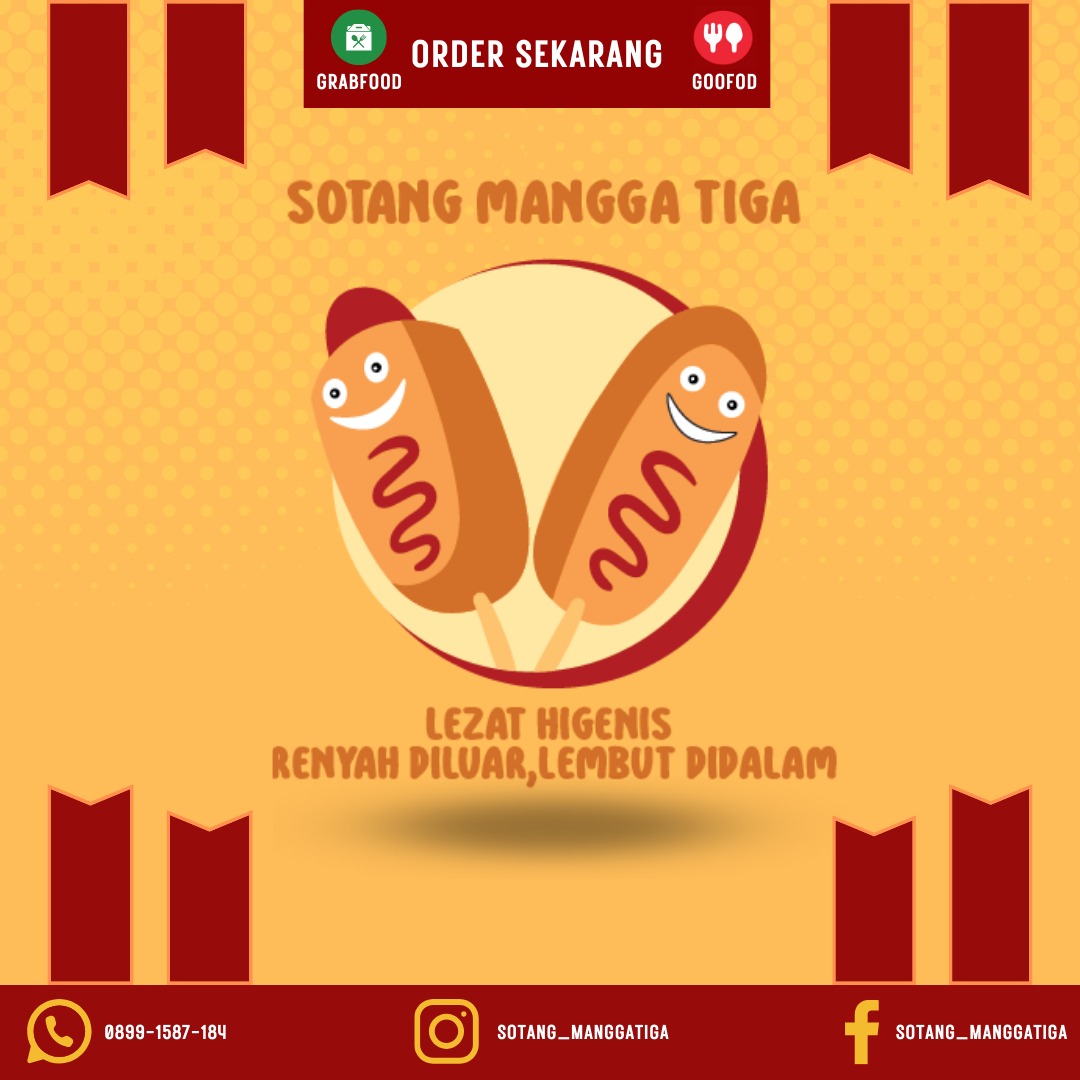 ORDER SEKARANG
GRABFOOD
GOOFOD
SOTANG MANGGA TIGA
LEZAT HIGENIS
RENYAH DILUAR,LEMBUT DIDALAM
0899-1587-184
SOTANG_MANGGATIGA
SOTANG_MANGGATIGA